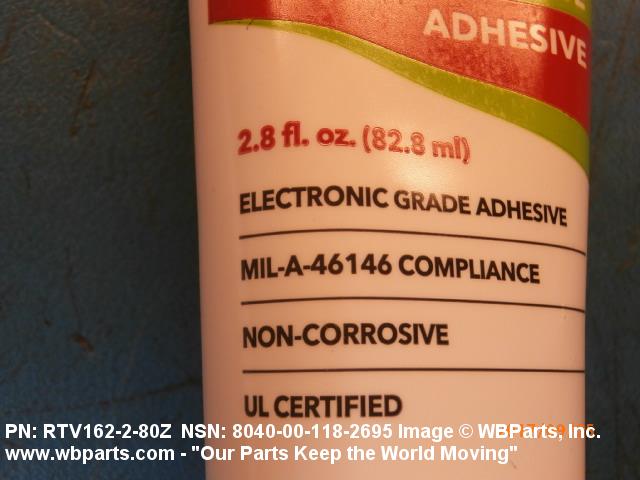 ADHESIVE
2.8 fl. oz. (82.8 ml)
ELECTRONIC GRADE ADHESIVE
MIL-A-46146 COMPLIANCE
NON-CORROSIVE
UL CERTIFIED
PN: RTV162-2-80Z NSN: 8040-00-118-2695 Image © WBParts, Inc.
www.wbparts.com - "Our Parts Keep the World Moving"